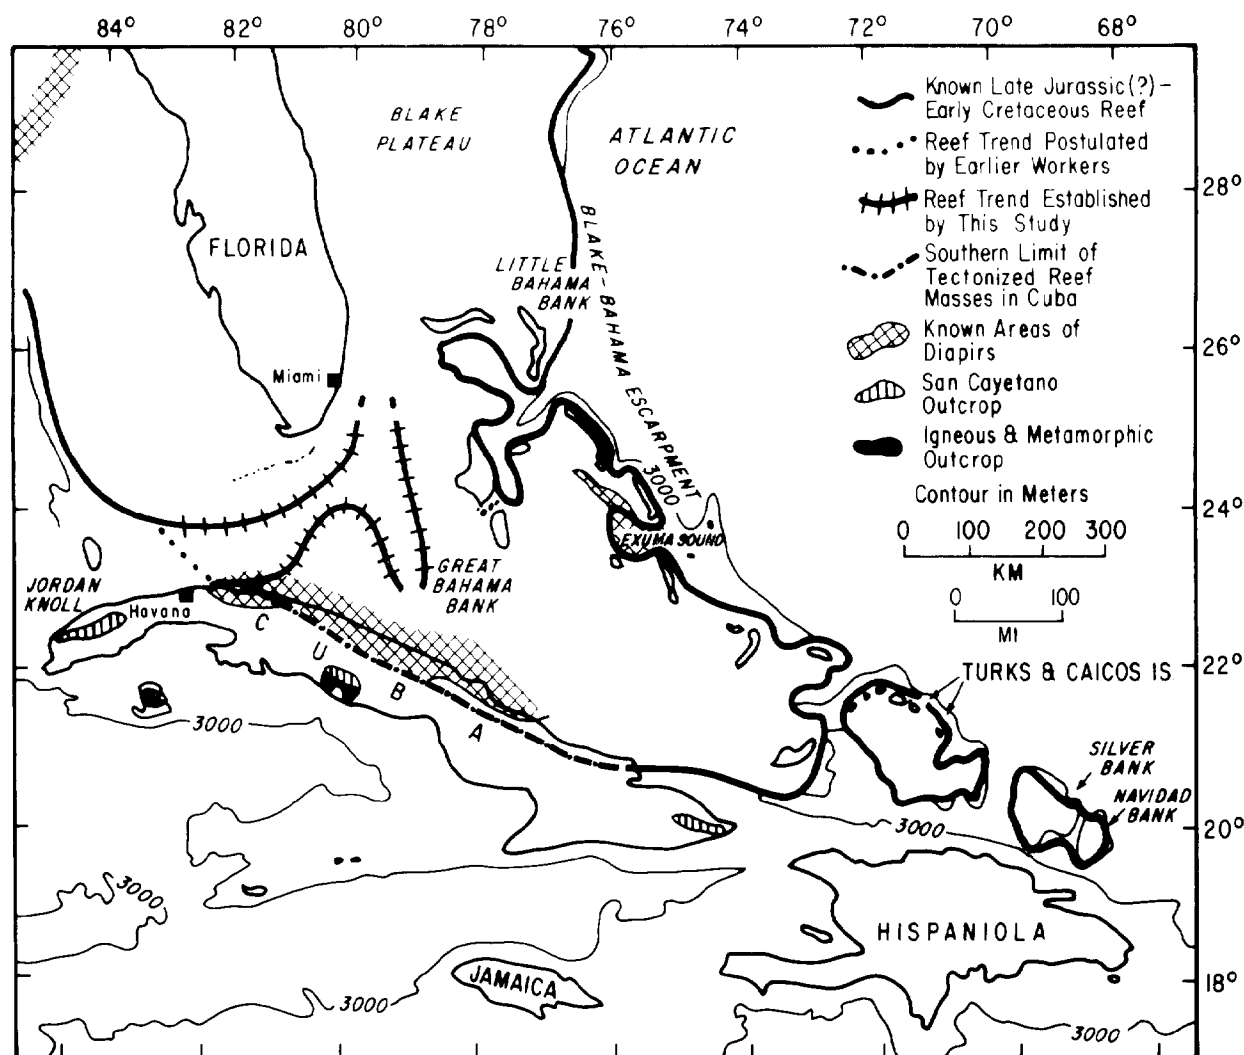 84° 82° 80° 78° 76° 74° 72° 70° 68°
Known Late Jurassic(?)–
Early Cretaceous Reef
Reef Trend Postulated
by Earlier Workers
Reef Trend Established
by This Study
Southern Limit of
Tectonized Reef
Masses in Cuba
Known Areas of
Diapirs
San Cayetano
Outcrop
Igneous & Metamorphic
Outcrop
Contour in Meters
0 100 200 300
KM
0 100
MI
BLAKE
PLATEAU
ATLANTIC
OCEAN
28°
FLORIDA
BLAKE-BAHAMA ESCARPMENT
3000
LITTLE
BAHAMA
BANK
26°
Miami
24°
EXUMA SOUND
GREAT
BAHAMA
BANK
JORDAN
KNOLL
Havana
C
U
B
A
22°
TURKS & CAICOS IS
3000
SILVER
BANK
NAVIDAD
BANK
3000
20°
3000
HISPANIOLA
JAMAICA
18°
3000
3000